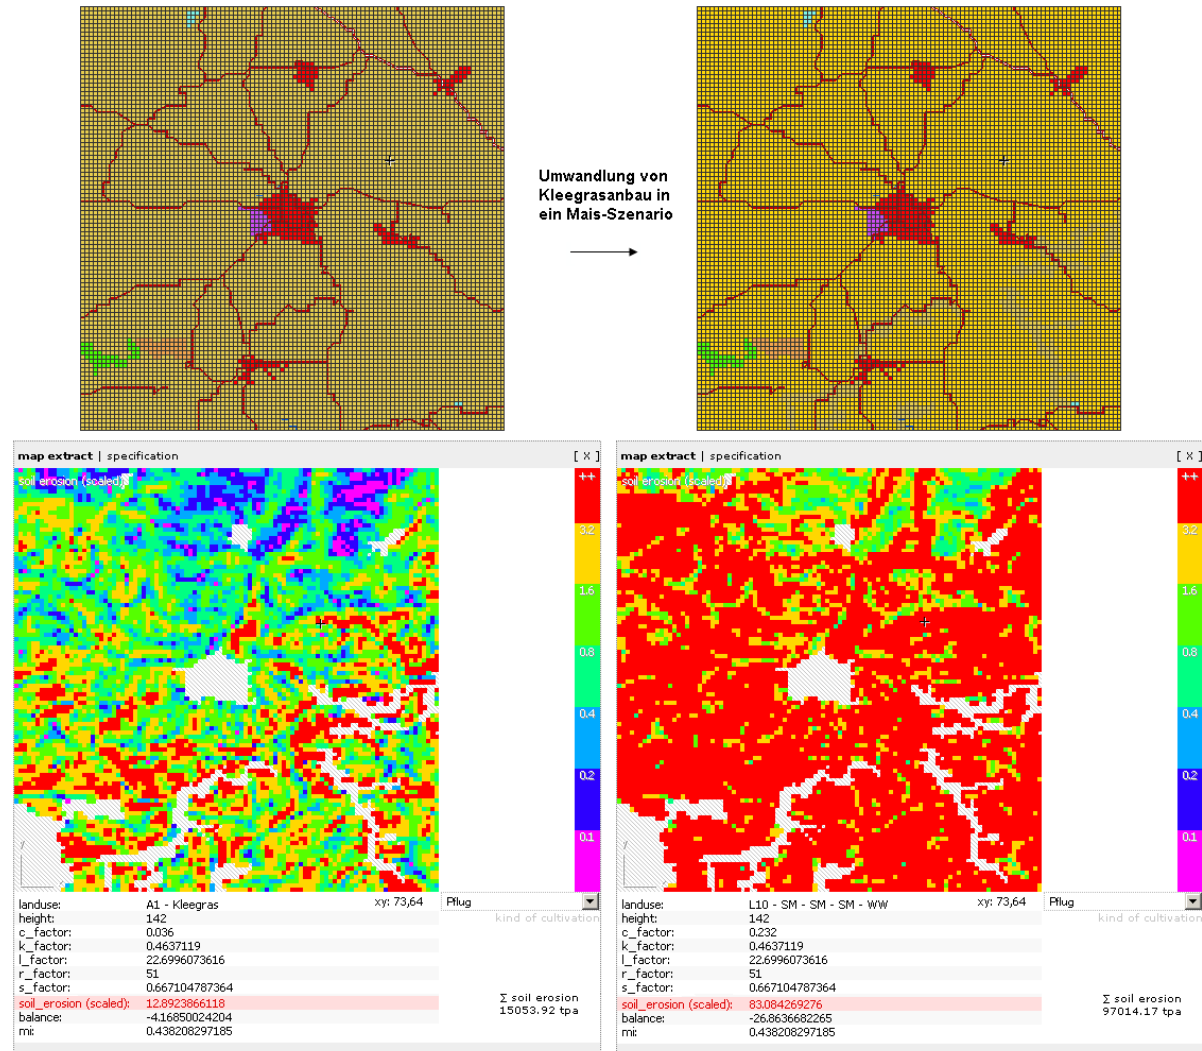 Umwandlung von
Kleegrasanbau in
ein Mais-Szenario
map extract | specification [ X ]
soil erosion (scaled)
++
3.2
1.6
0.8
0.4
0.2
0.1
y
x
landuse: A1 - Kleegras xy: 73,64 Pflug
height: 142 kind of cultivation
c_factor: 0.036
k_factor: 0.4637119
l_factor: 22.6996073616
r_factor: 51
s_factor: 0.667104787364
soil_erosion (scaled): 12.8923866118 Σ soil erosion
balance: -4.16850024204 15053.92 tpa
mi: 0.438208297185
map extract | specification [ X ]
soil erosion (scaled)
++
3.2
1.6
0.8
0.4
0.2
0.1
y
x
landuse: L10 - SM - SM - SM - WW xy: 73,64 Pflug
height: 142 kind of cultivation
c_factor: 0.232
k_factor: 0.4637119
l_factor: 22.6996073616
r_factor: 51
s_factor: 0.667104787364
soil_erosion (scaled): 83.084269276 Σ soil erosion
balance: -26.8636682265 97014.17 tpa
mi: 0.438208297185